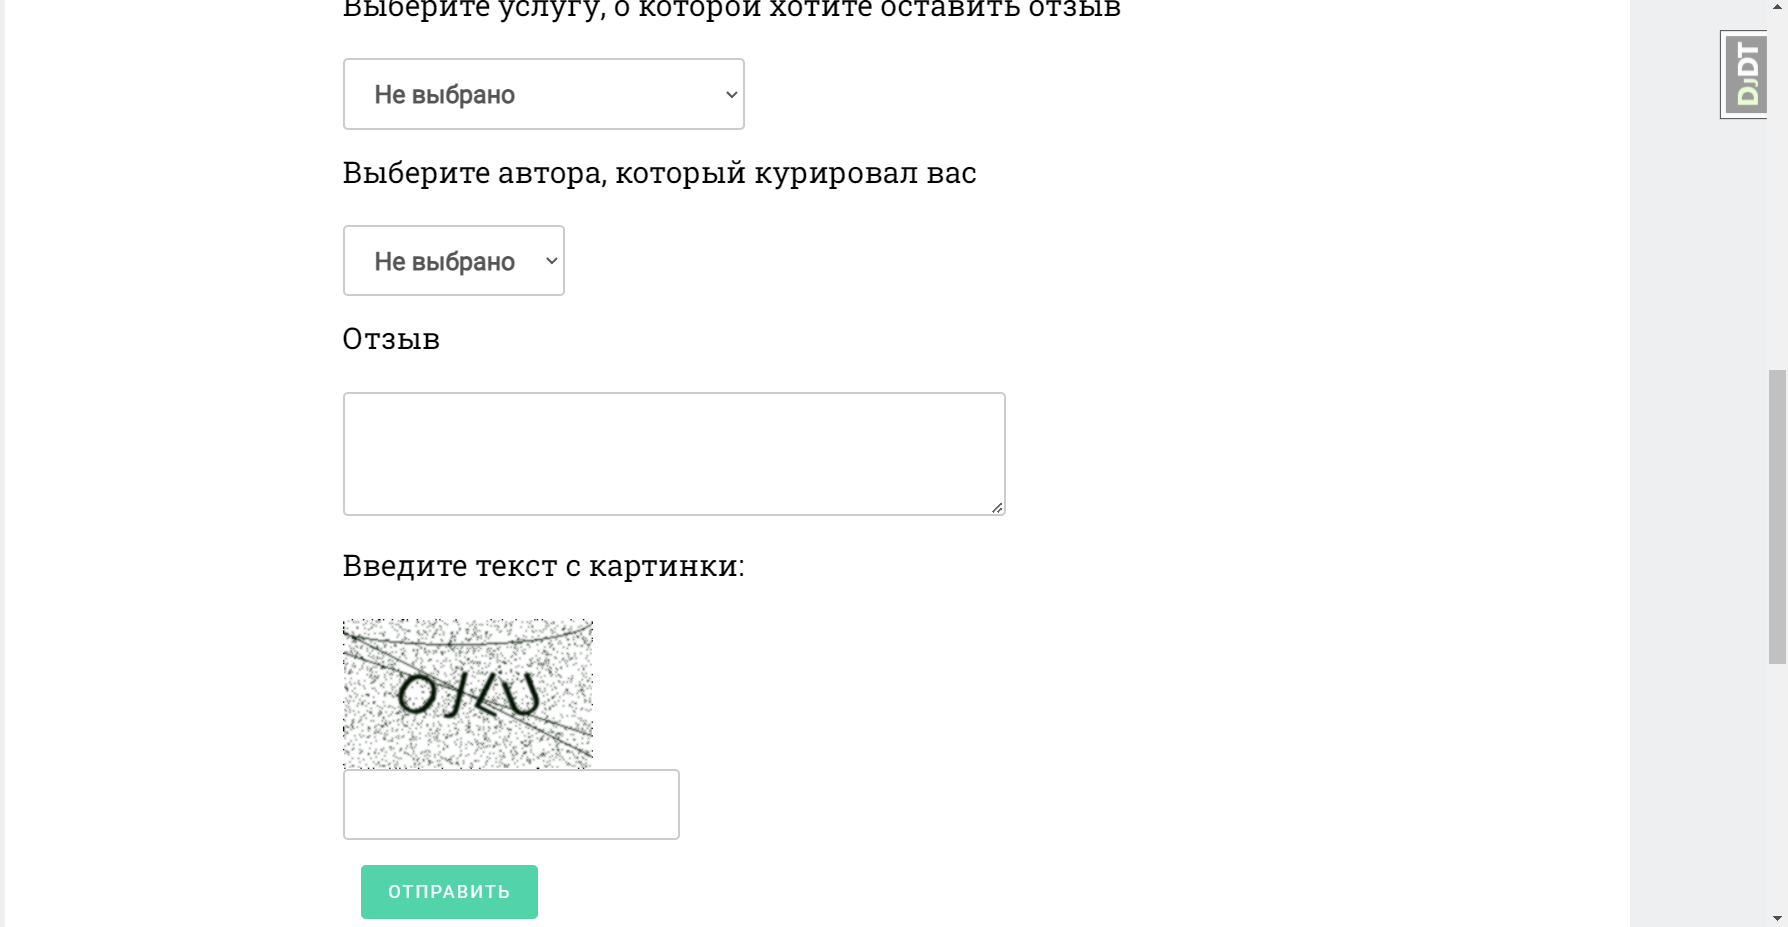 Выберите услугу, о которой хотите оставить отзыв
Не выбрано
Выберите автора, который курировал вас
Не выбрано
Отзыв
Введите текст с картинки:
OJLU
ОТПРАВИТЬ
DJDT